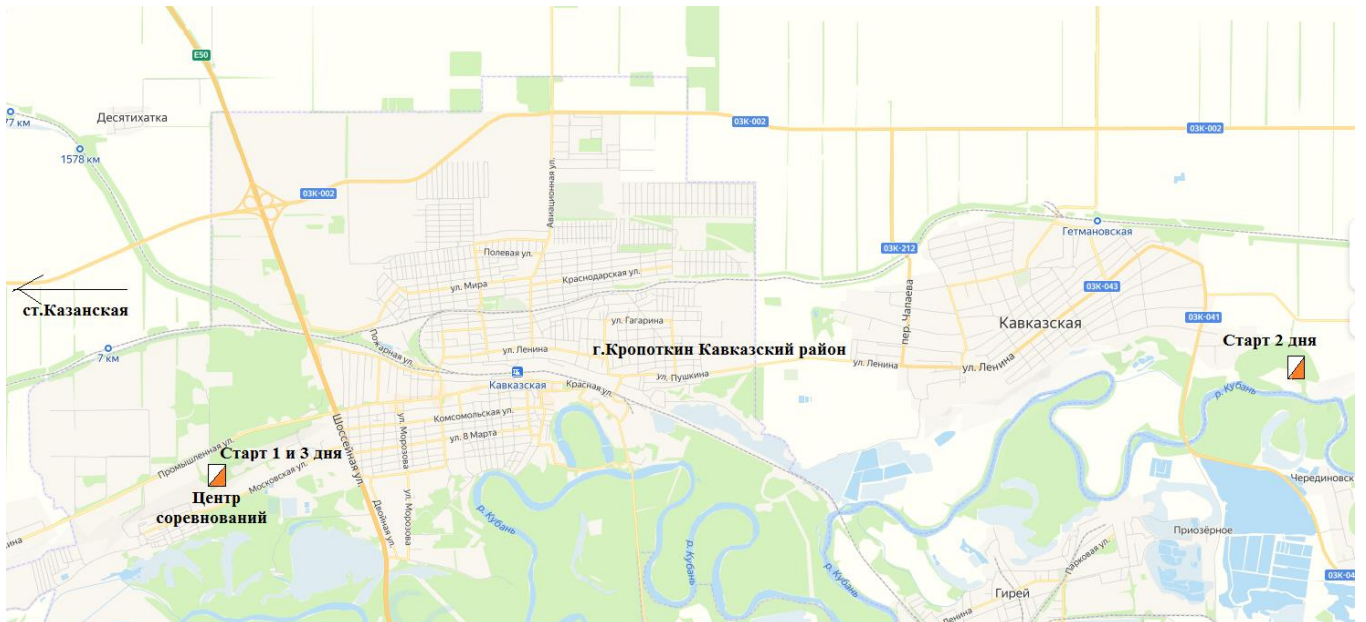 E50
Десятихатка
77 км
1578 км
03К-002
03К-002
03К-002
Авиационная ул.
Полевая ул.
Краснодарская ул.
ул. Мира
03К-212
Гетмановская
03К-043
ст.Казанская
ул. Гагарина
пер. Чапаева
Кавказская
03К-041
7 км
Пожарная ул.
ул. Ленина
г.Кропоткин Кавказский район
Старт 2 дня
ул. Ленина
ул. Ленина
Кавказская
Красная ул.
ул. Пушкина
р. Кубань
Шоссейная ул.
Комсомольская ул.
ул. Морозова
ул. 8 Марта
Промышленная ул.
Старт 1 и 3 дня
Московская ул.
Центр
соревнований
ул. Морозова
Двойная ул.
р. Кубань
р. Кубань
р. Кубань
Черединовск
Приозёрное
Парковая ул.
Гирей
Ленина
03К-04